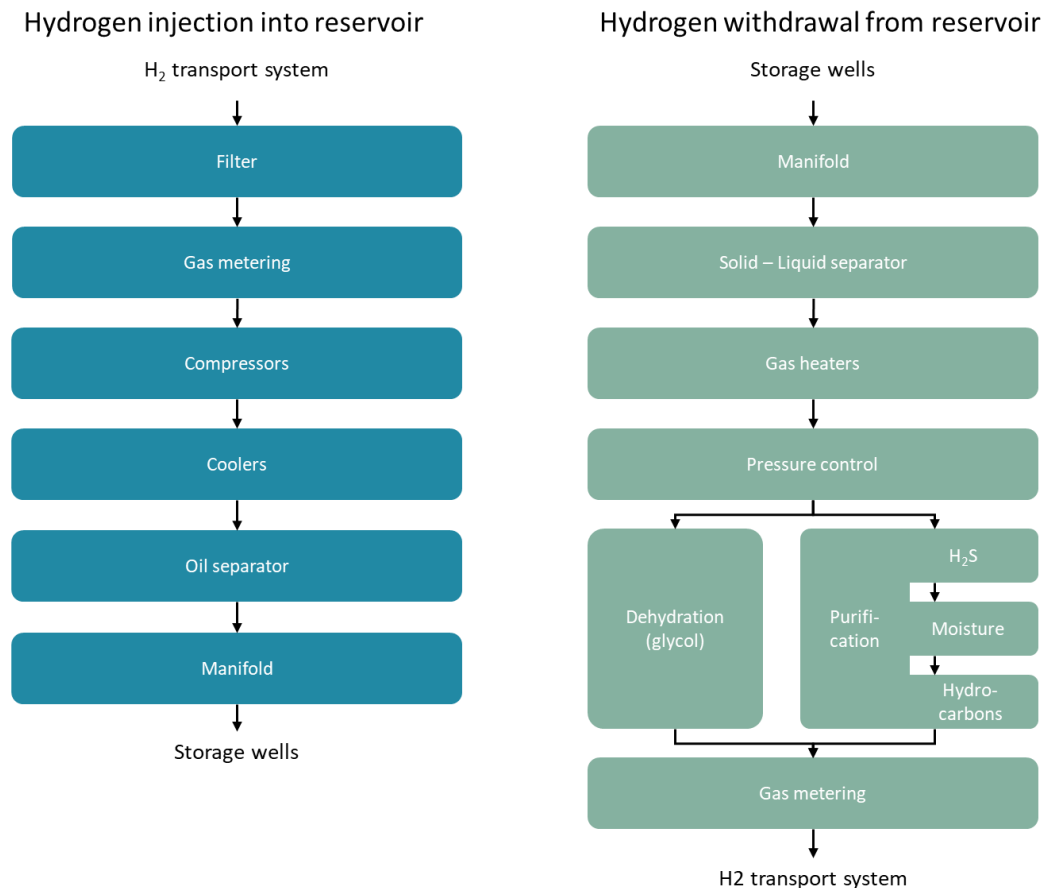 Hydrogen injection into reservoir
H₂ transport system
Filter
Gas metering
Compressors
Coolers
Oil separator
Manifold
Storage wells
Hydrogen withdrawal from reservoir
Storage wells
Manifold
Solid – Liquid separator
Gas heaters
Pressure control
Dehydration
(glycol)
Purifi-
cation
H₂S
Moisture
Hydro-
carbons
Gas metering
H2 transport system